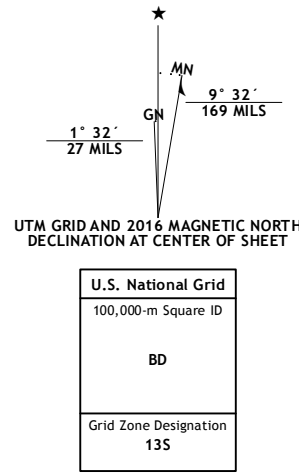 ★
MN
GN
9° 32´
169 MILS
1° 32´
27 MILS
UTM GRID AND 2016 MAGNETIC NORTH
DECLINATION AT CENTER OF SHEET
U.S. National Grid
100,000-m Square ID
BD
Grid Zone Designation
13S